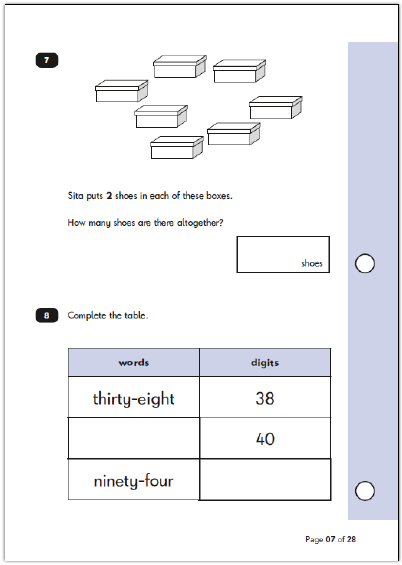 7
Sita puts 2 shoes in each of these boxes.
How many shoes are there altogether?
shoes
8 Complete the table.
words digits
thirty-eight 38
40
ninety-four
Page 07 of 28